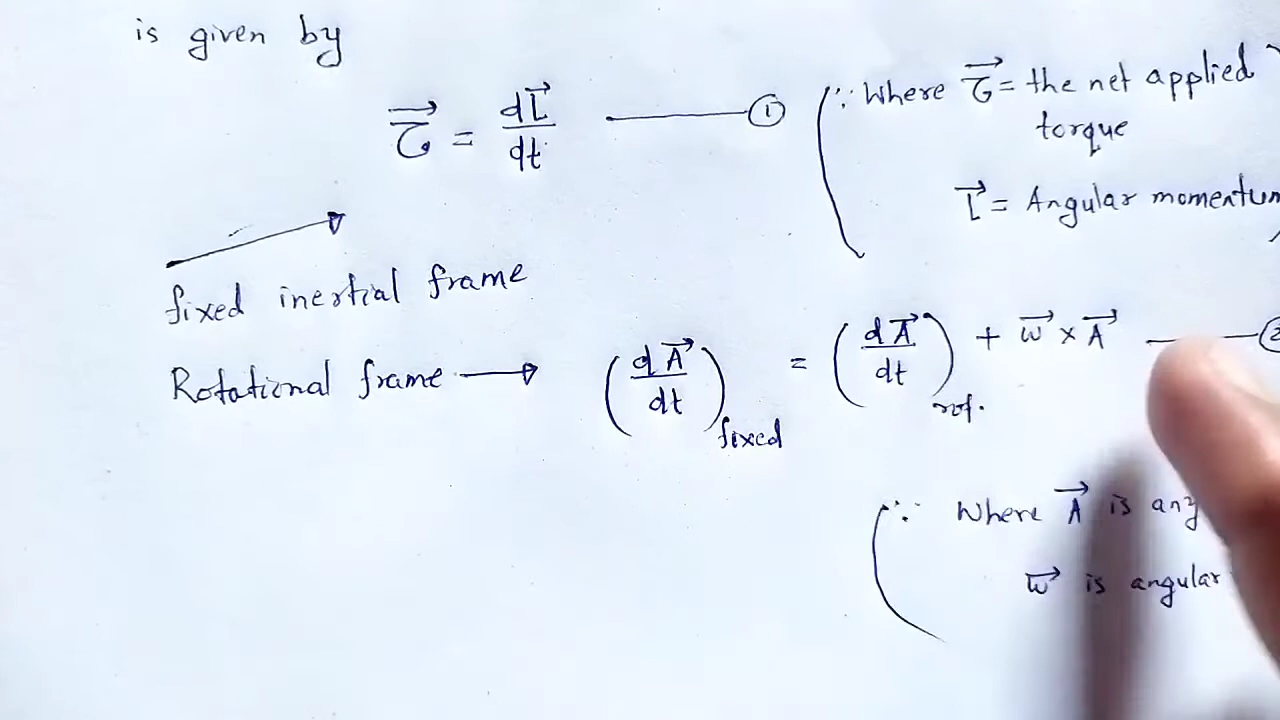 is given by
τ⃗ = dL⃗/dt ——— ①
(∵ Where τ⃗ = the net applied
torque
L⃗ = Angular momentum
fixed inertial frame
Rotational frame → (dA⃗/dt)fixed = (dA⃗/dt)rot. + w⃗ × A⃗ ——— ②
(∵ Where A⃗ is any
w⃗ is angular